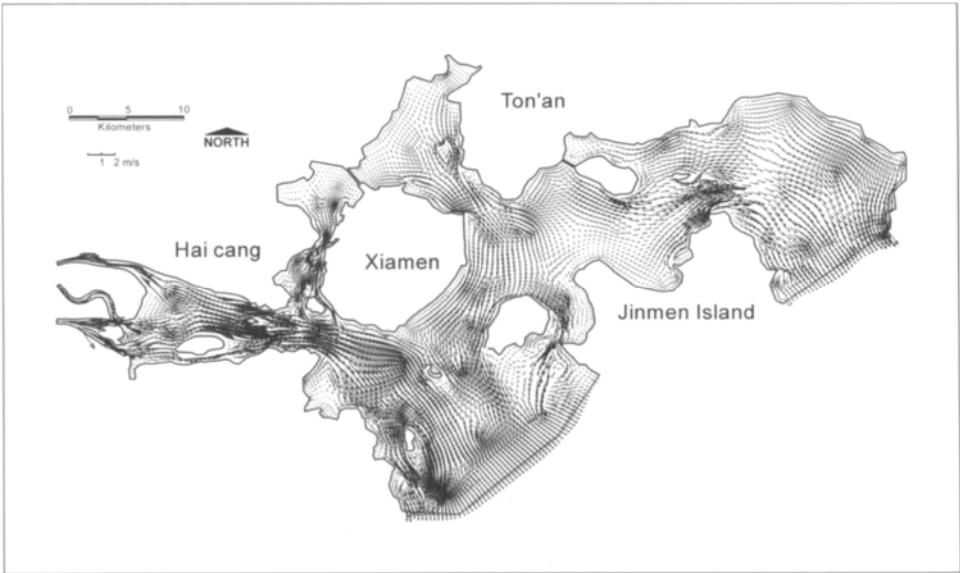 Ton'an
0 5 10
Kilometers
NORTH
1 2 m/s
Hai cang
Xiamen
Jinmen Island